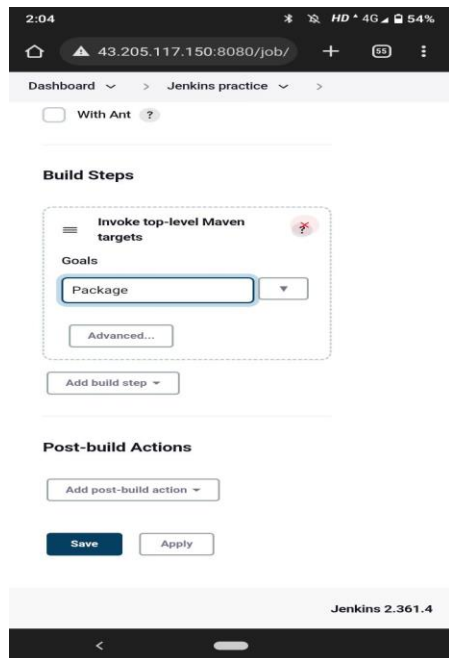 2:04 HD 4G 54%
43.205.117.150:8080/job/ 55
Dashboard > Jenkins practice >
With Ant ?
Build Steps
Invoke top-level Maven
targets
?
Goals
Package
Advanced...
Add build step
Post-build Actions
Add post-build action
Save Apply
Jenkins 2.361.4